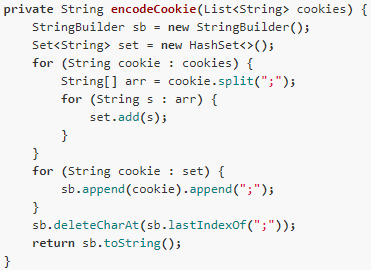 private String encodeCookie(List<String> cookies) {
    StringBuilder sb = new StringBuilder();
    Set<String> set = new HashSet<>();
    for (String cookie : cookies) {
        String[] arr = cookie.split(";");
        for (String s : arr) {
            set.add(s);
        }
    }
    for (String cookie : set) {
        sb.append(cookie).append(";");
    }
    sb.deleteCharAt(sb.lastIndexOf(";"));
    return sb.toString();
}